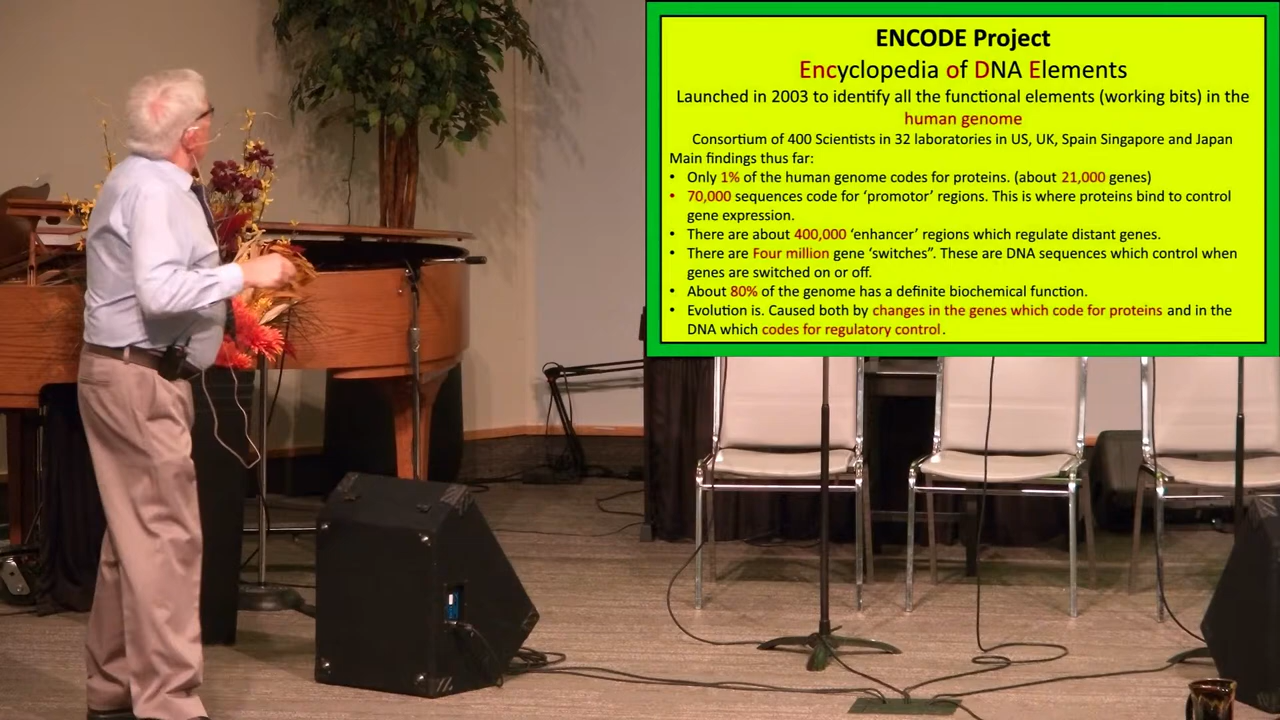 ENCODE Project
Encyclopedia of DNA Elements
Launched in 2003 to identify all the functional elements (working bits) in the
human genome
Consortium of 400 Scientists in 32 laboratories in US, UK, Spain Singapore and Japan
Main findings thus far:
• Only 1% of the human genome codes for proteins. (about 21,000 genes)
• 70,000 sequences code for ‘promotor’ regions. This is where proteins bind to control
gene expression.
• There are about 400,000 ‘enhancer’ regions which regulate distant genes.
• There are Four million gene ‘switches”. These are DNA sequences which control when
genes are switched on or off.
• About 80% of the genome has a definite biochemical function.
• Evolution is. Caused both by changes in the genes which code for proteins and in the
DNA which codes for regulatory control.